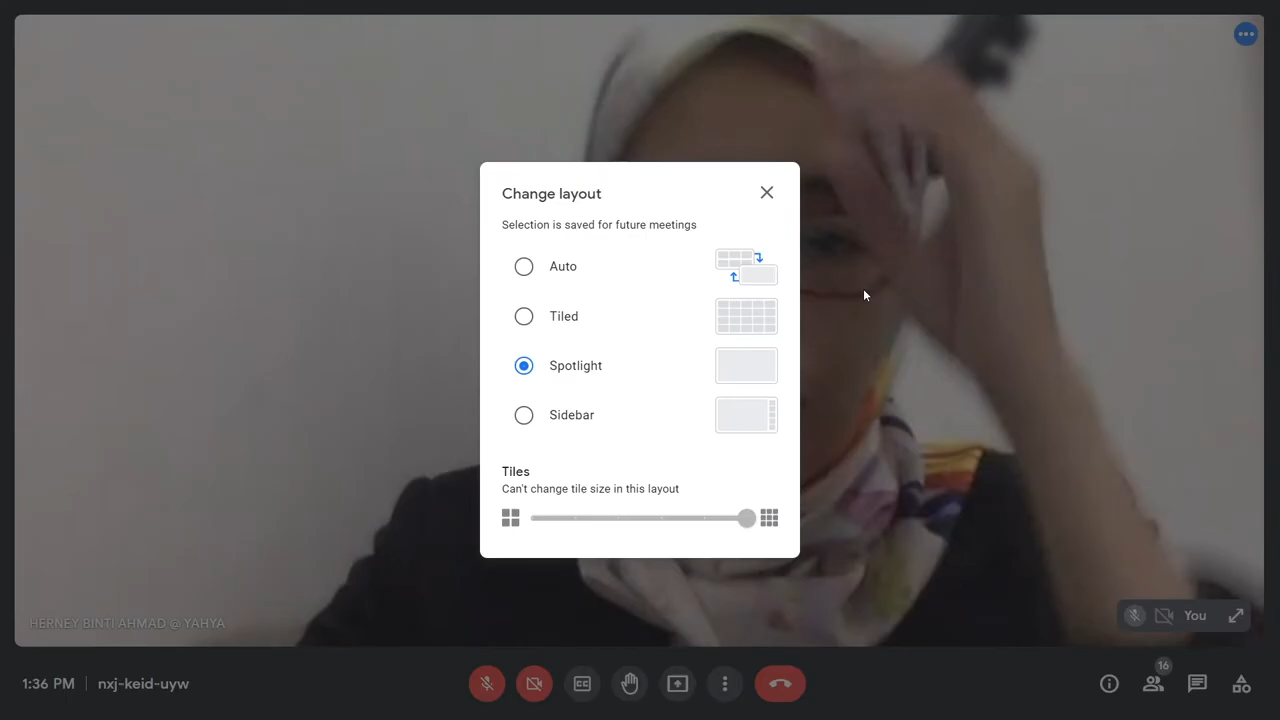 Change layout
Selection is saved for future meetings
Auto
Tiled
Spotlight
Sidebar
Tiles
Can't change tile size in this layout
HERNEY BINTI AHMAD @ YAHYA
You
1:36 PM | nxj-keid-uyw
CC
16